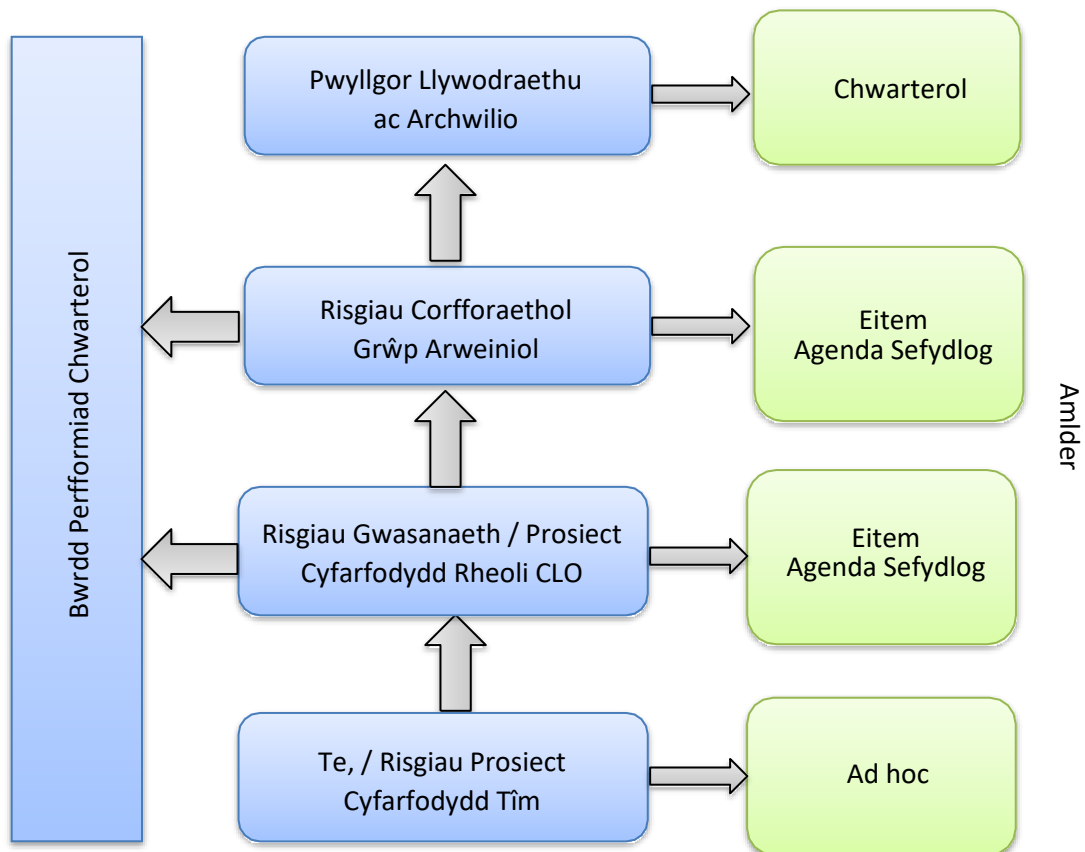 Bwrdd Perfformiad Chwarterol
Pwyllgor Llywodraethu
ac Archwilio
Chwarterol
Risgiau Corfforaethol
Grŵp Arweiniol
Eitem
Agenda Sefydlog
Risgiau Gwasanaeth / Prosiect
Cyfarfodydd Rheoli CLO
Eitem
Agenda Sefydlog
Te, / Risgiau Prosiect
Cyfarfodydd Tîm
Ad hoc
Amlder